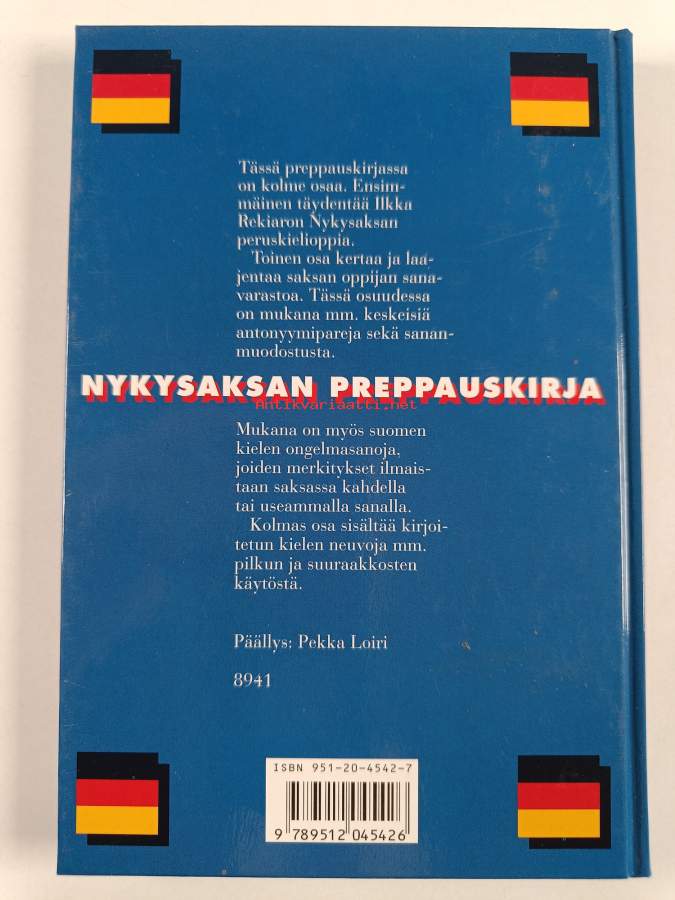 Tässä preppauskirjassa
on kolme osaa. Ensim-
mäinen täydentää Ilkka
Rekiaron Nykysaksan
peruskielioppia.
Toinen osa kertaa ja laa-
jentaa saksan oppijan sana-
varastoa. Tässä osuudessa
on mukana mm. keskeisiä
antonyymipareja sekä sanan-
muodostusta.
NYKYSAKSAN PREPPAUSKIRJA
Antikvariaatti.net
Mukana on myös suomen
kielen ongelmasanoja,
joiden merkitykset ilmais-
taan saksassa kahdella
tai useammalla sanalla.
Kolmas osa sisältää kirjoi-
tetun kielen neuvoja mm.
pilkun ja suuraakkosten
käytöstä.
Päällys: Pekka Loiri
8941
ISBN 951-20-4542-7
9 789512 045426